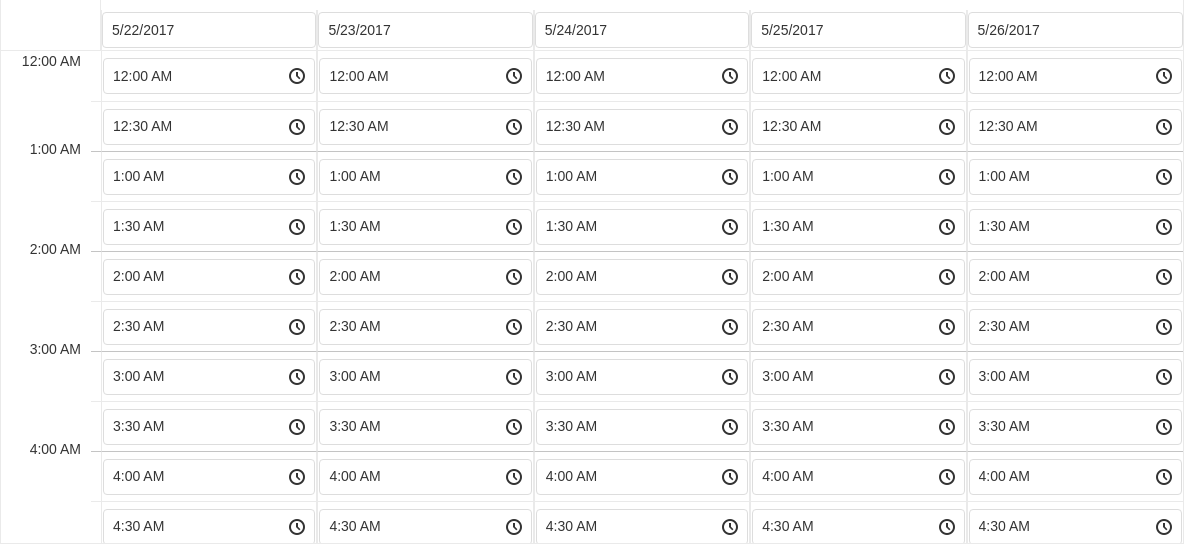 5/22/2017 5/23/2017 5/24/2017 5/25/2017 5/26/2017
12:00 AM
12:00 AM 12:00 AM 12:00 AM 12:00 AM 12:00 AM
12:30 AM 12:30 AM 12:30 AM 12:30 AM 12:30 AM
1:00 AM
1:00 AM 1:00 AM 1:00 AM 1:00 AM 1:00 AM
1:30 AM 1:30 AM 1:30 AM 1:30 AM 1:30 AM
2:00 AM
2:00 AM 2:00 AM 2:00 AM 2:00 AM 2:00 AM
2:30 AM 2:30 AM 2:30 AM 2:30 AM 2:30 AM
3:00 AM
3:00 AM 3:00 AM 3:00 AM 3:00 AM 3:00 AM
3:30 AM 3:30 AM 3:30 AM 3:30 AM 3:30 AM
4:00 AM
4:00 AM 4:00 AM 4:00 AM 4:00 AM 4:00 AM
4:30 AM 4:30 AM 4:30 AM 4:30 AM 4:30 AM